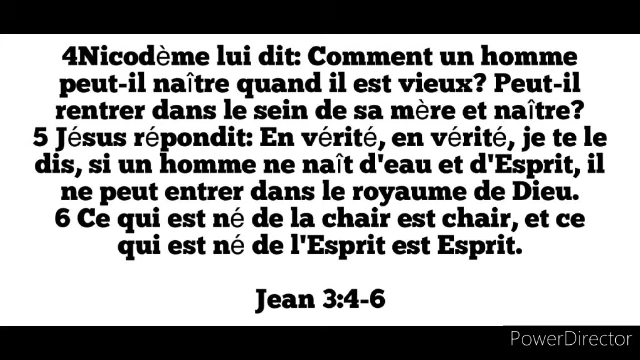 4Nicodème lui dit: Comment un homme
peut-il naître quand il est vieux? Peut-il
rentrer dans le sein de sa mère et naître?
5 Jésus répondit: En vérité, en vérité, je te le
dis, si un homme ne naît d'eau et d'Esprit, il
ne peut entrer dans le royaume de Dieu.
6 Ce qui est né de la chair est chair, et ce
qui est né de l'Esprit est Esprit.
Jean 3:4-6
PowerDirector